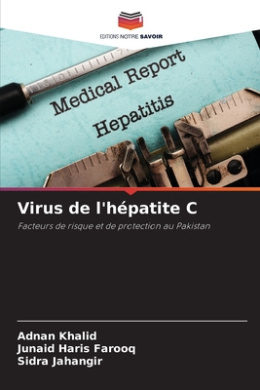 EDITIONS NOTRE SAVOIR
Medical Report
Hepatitis
Virus de l'hépatite C
Facteurs de risque et de protection au Pakistan
Adnan Khalid
Junaid Haris Farooq
Sidra Jahangir